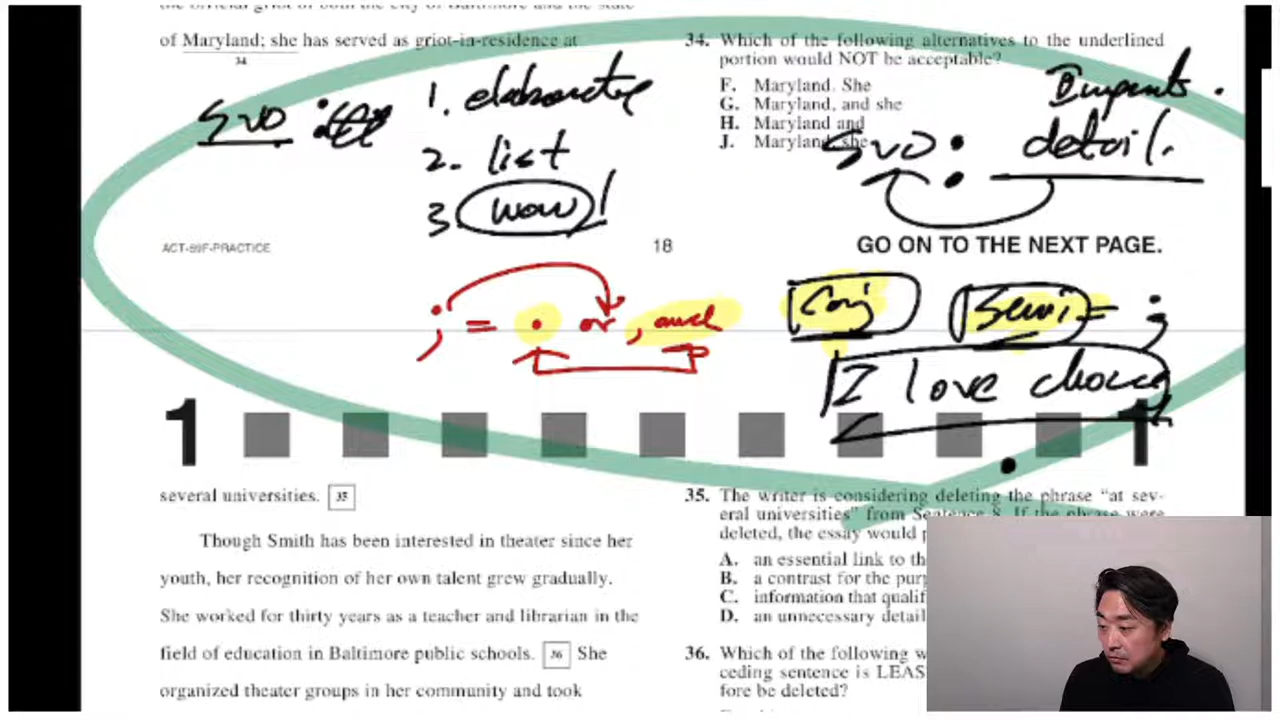 of Maryland; she has served as griot-in-residence at
34
SVO :
1. elaborative
2. list
3. wow!
34. Which of the following alternatives to the underlined
portion would NOT be acceptable?
F. Maryland. She
G. Maryland, and she
H. Maryland and
J. Maryland, she
SVO : detail.
ACT-59F-PRACTICE
18
GO ON TO THE NEXT PAGE.
; = . or , and
Conj Semi = ;
I love choco
1 1
several universities. 35
Though Smith has been interested in theater since her
youth, her recognition of her own talent grew gradually.
She worked for thirty years as a teacher and librarian in the
field of education in Baltimore public schools. 36 She
organized theater groups in her community and took
35. The writer is considering deleting the phrase “at sev-
eral universities” from Sentence 8. If the phrase were
deleted, the essay would
A. an essential link to th
B. a contrast for the pur
C. information that qualif
D. an unnecessary detail
36. Which of the following w
ceding sentence is LEAS
fore be deleted?